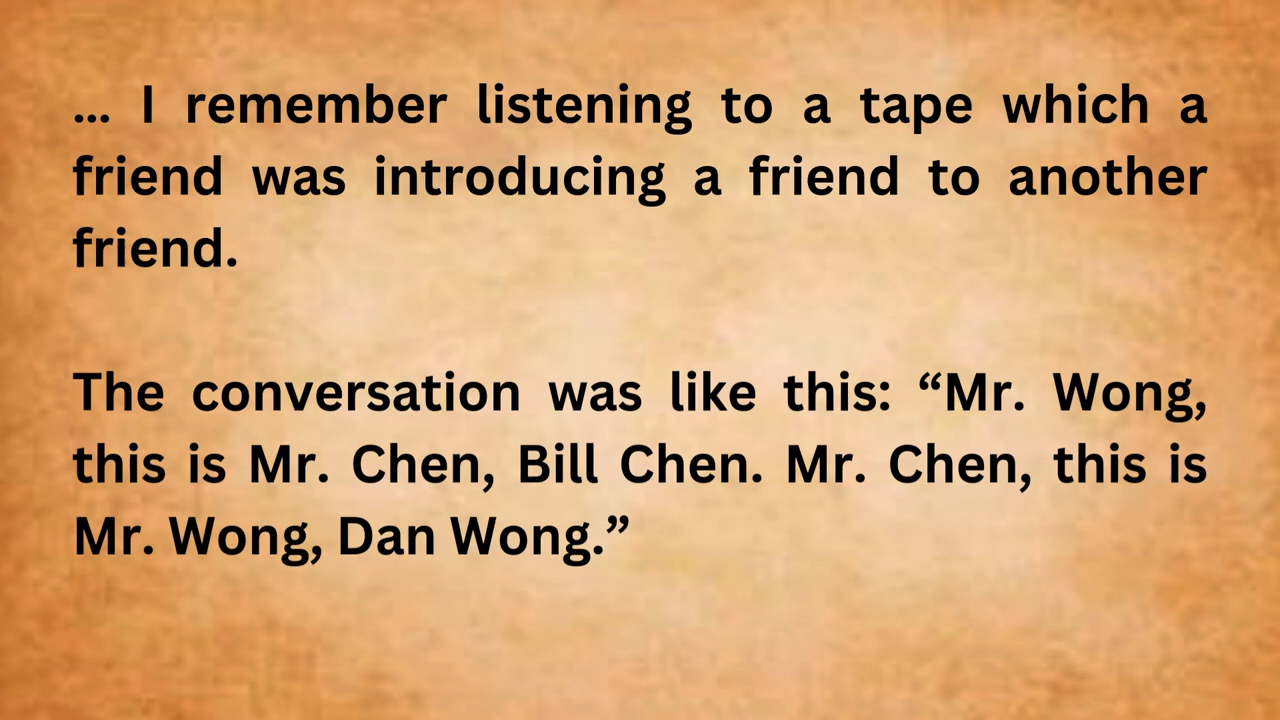 ... I remember listening to a tape which a
friend was introducing a friend to another
friend.
The conversation was like this: “Mr. Wong,
this is Mr. Chen, Bill Chen. Mr. Chen, this is
Mr. Wong, Dan Wong.”